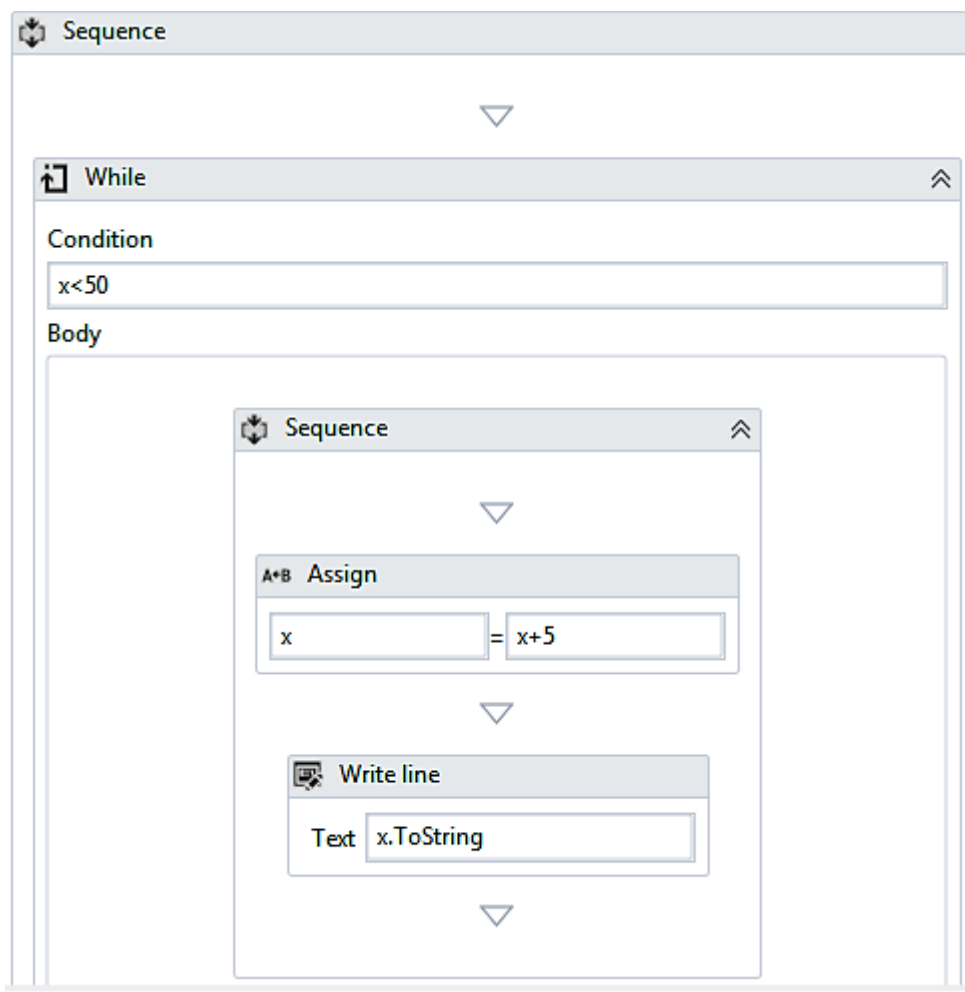 Sequence
While
Condition
x<50
Body
Sequence
A←B Assign
x = x+5
Write line
Text x.ToString